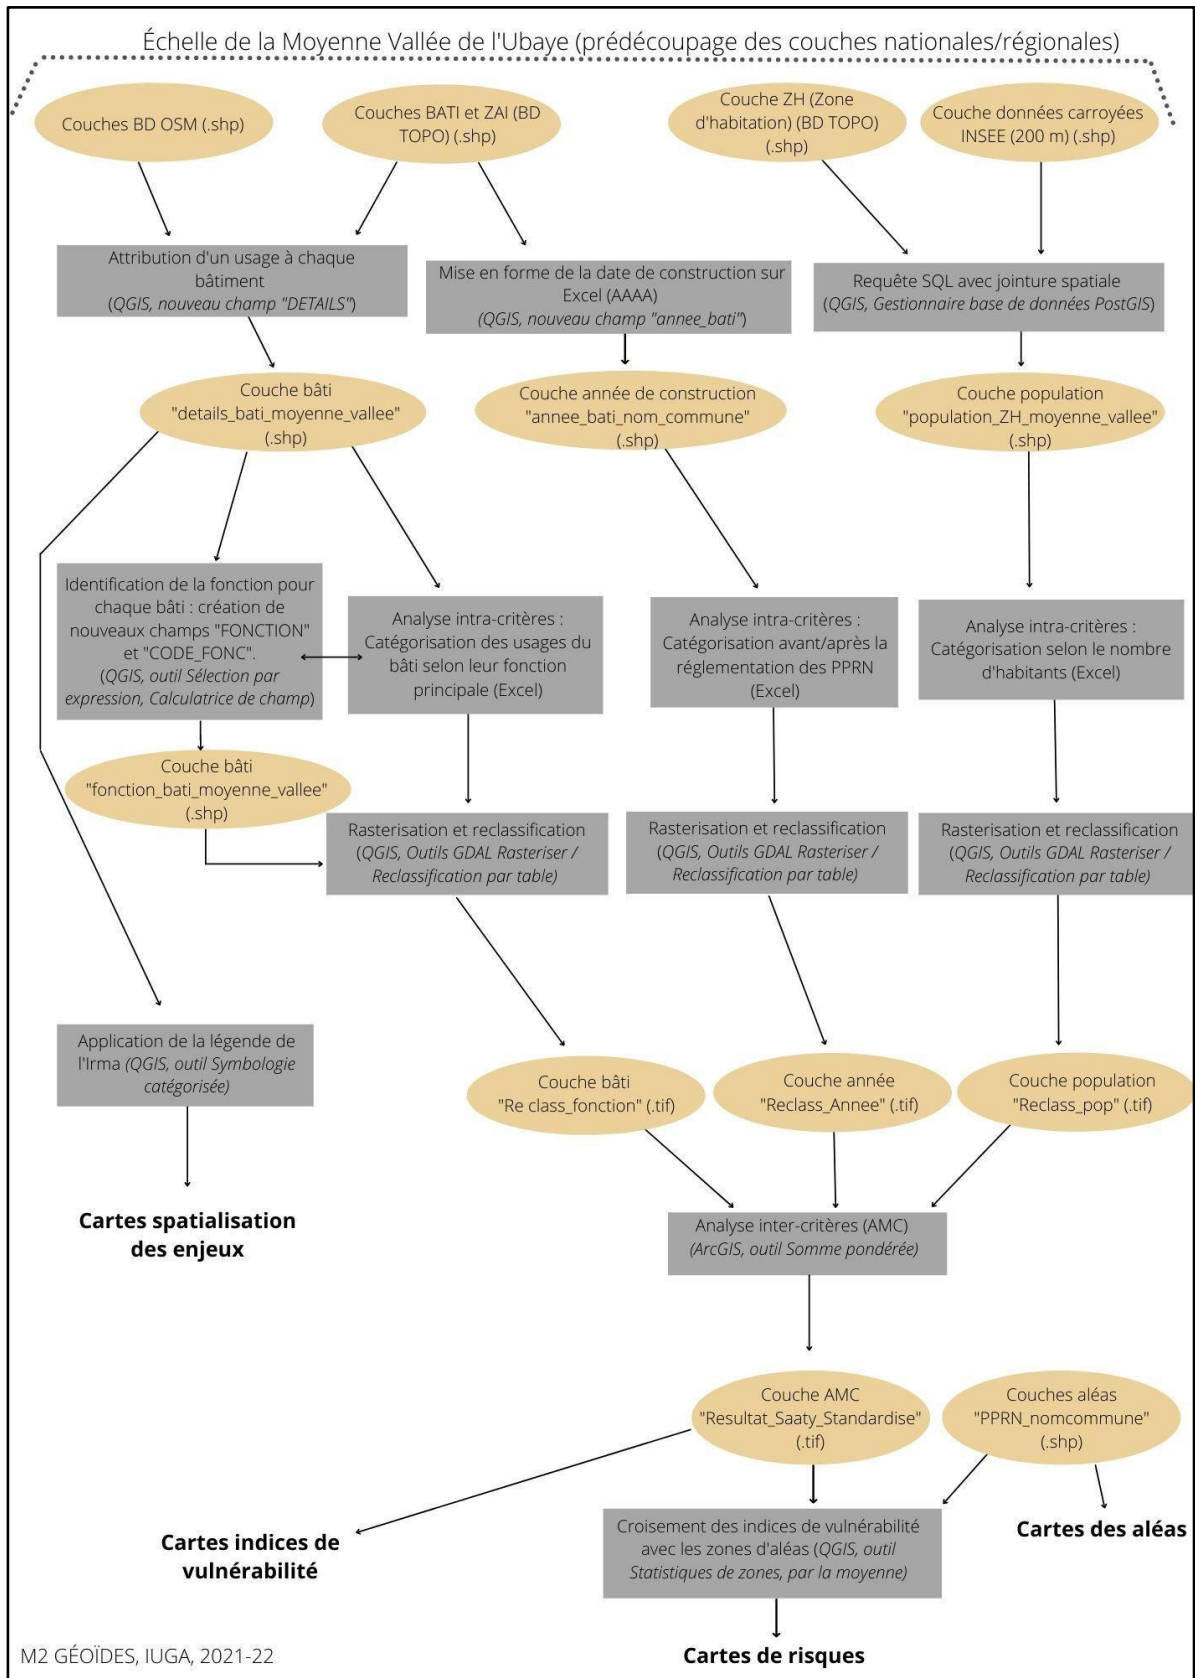 Échelle de la Moyenne Vallée de l'Ubaye (prédécoupage des couches nationales/régionales)
Couches BD OSM (.shp)
Couches BATI et ZAI (BD
TOPO) (.shp)
Couche ZH (Zone
d'habitation) (BD TOPO)
(.shp)
Couche données carroyées
INSEE (200 m) (.shp)
Attribution d'un usage à chaque
bâtiment
(QGIS, nouveau champ "DETAILS")
Mise en forme de la date de construction sur
Excel (AAAA)
(QGIS, nouveau champ "annee_bati")
Requête SQL avec jointure spatiale
(QGIS, Gestionnaire base de données PostGIS)
Couche bâti
"details_bati_moyenne_vallee"
(.shp)
Couche année de construction
"annee_bati_nom_commune"
(.shp)
Couche population
"population_ZH_moyenne_vallee"
(.shp)
Identification de la fonction pour
chaque bâti : création de
nouveaux champs "FONCTION"
et "CODE_FONC".
(QGIS, outil Sélection par
expression, Calculatrice de champ)
Analyse intra-critères :
Catégorisation des usages du
bâti selon leur fonction
principale (Excel)
Analyse intra-critères :
Catégorisation avant/après la
réglementation des PPRN
(Excel)
Analyse intra-critères :
Catégorisation selon le nombre
d'habitants (Excel)
Couche bâti
"fonction_bati_moyenne_vallee"
(.shp)
Rasterisation et reclassification
(QGIS, Outils GDAL Rasteriser /
Reclassification par table)
Rasterisation et reclassification
(QGIS, Outils GDAL Rasteriser /
Reclassification par table)
Rasterisation et reclassification
(QGIS, Outils GDAL Rasteriser /
Reclassification par table)
Application de la légende de
l'Irma (QGIS, outil Symbologie
catégorisée)
Couche bâti
"Re class_fonction" (.tif)
Couche année
"Reclass_Annee" (.tif)
Couche population
"Reclass_pop" (.tif)
Cartes spatialisation
des enjeux
Analyse inter-critères (AMC)
(ArcGIS, outil Somme pondérée)
Couche AMC
"Resultat_Saaty_Standardise"
(.tif)
Couches aléas
"PPRN_nomcommune"
(.shp)
Cartes indices de
vulnérabilité
Croisement des indices de vulnérabilité
avec les zones d'aléas (QGIS, outil
Statistiques de zones, par la moyenne)
Cartes des aléas
M2 GÉOÏDES, IUGA, 2021-22
Cartes de risques